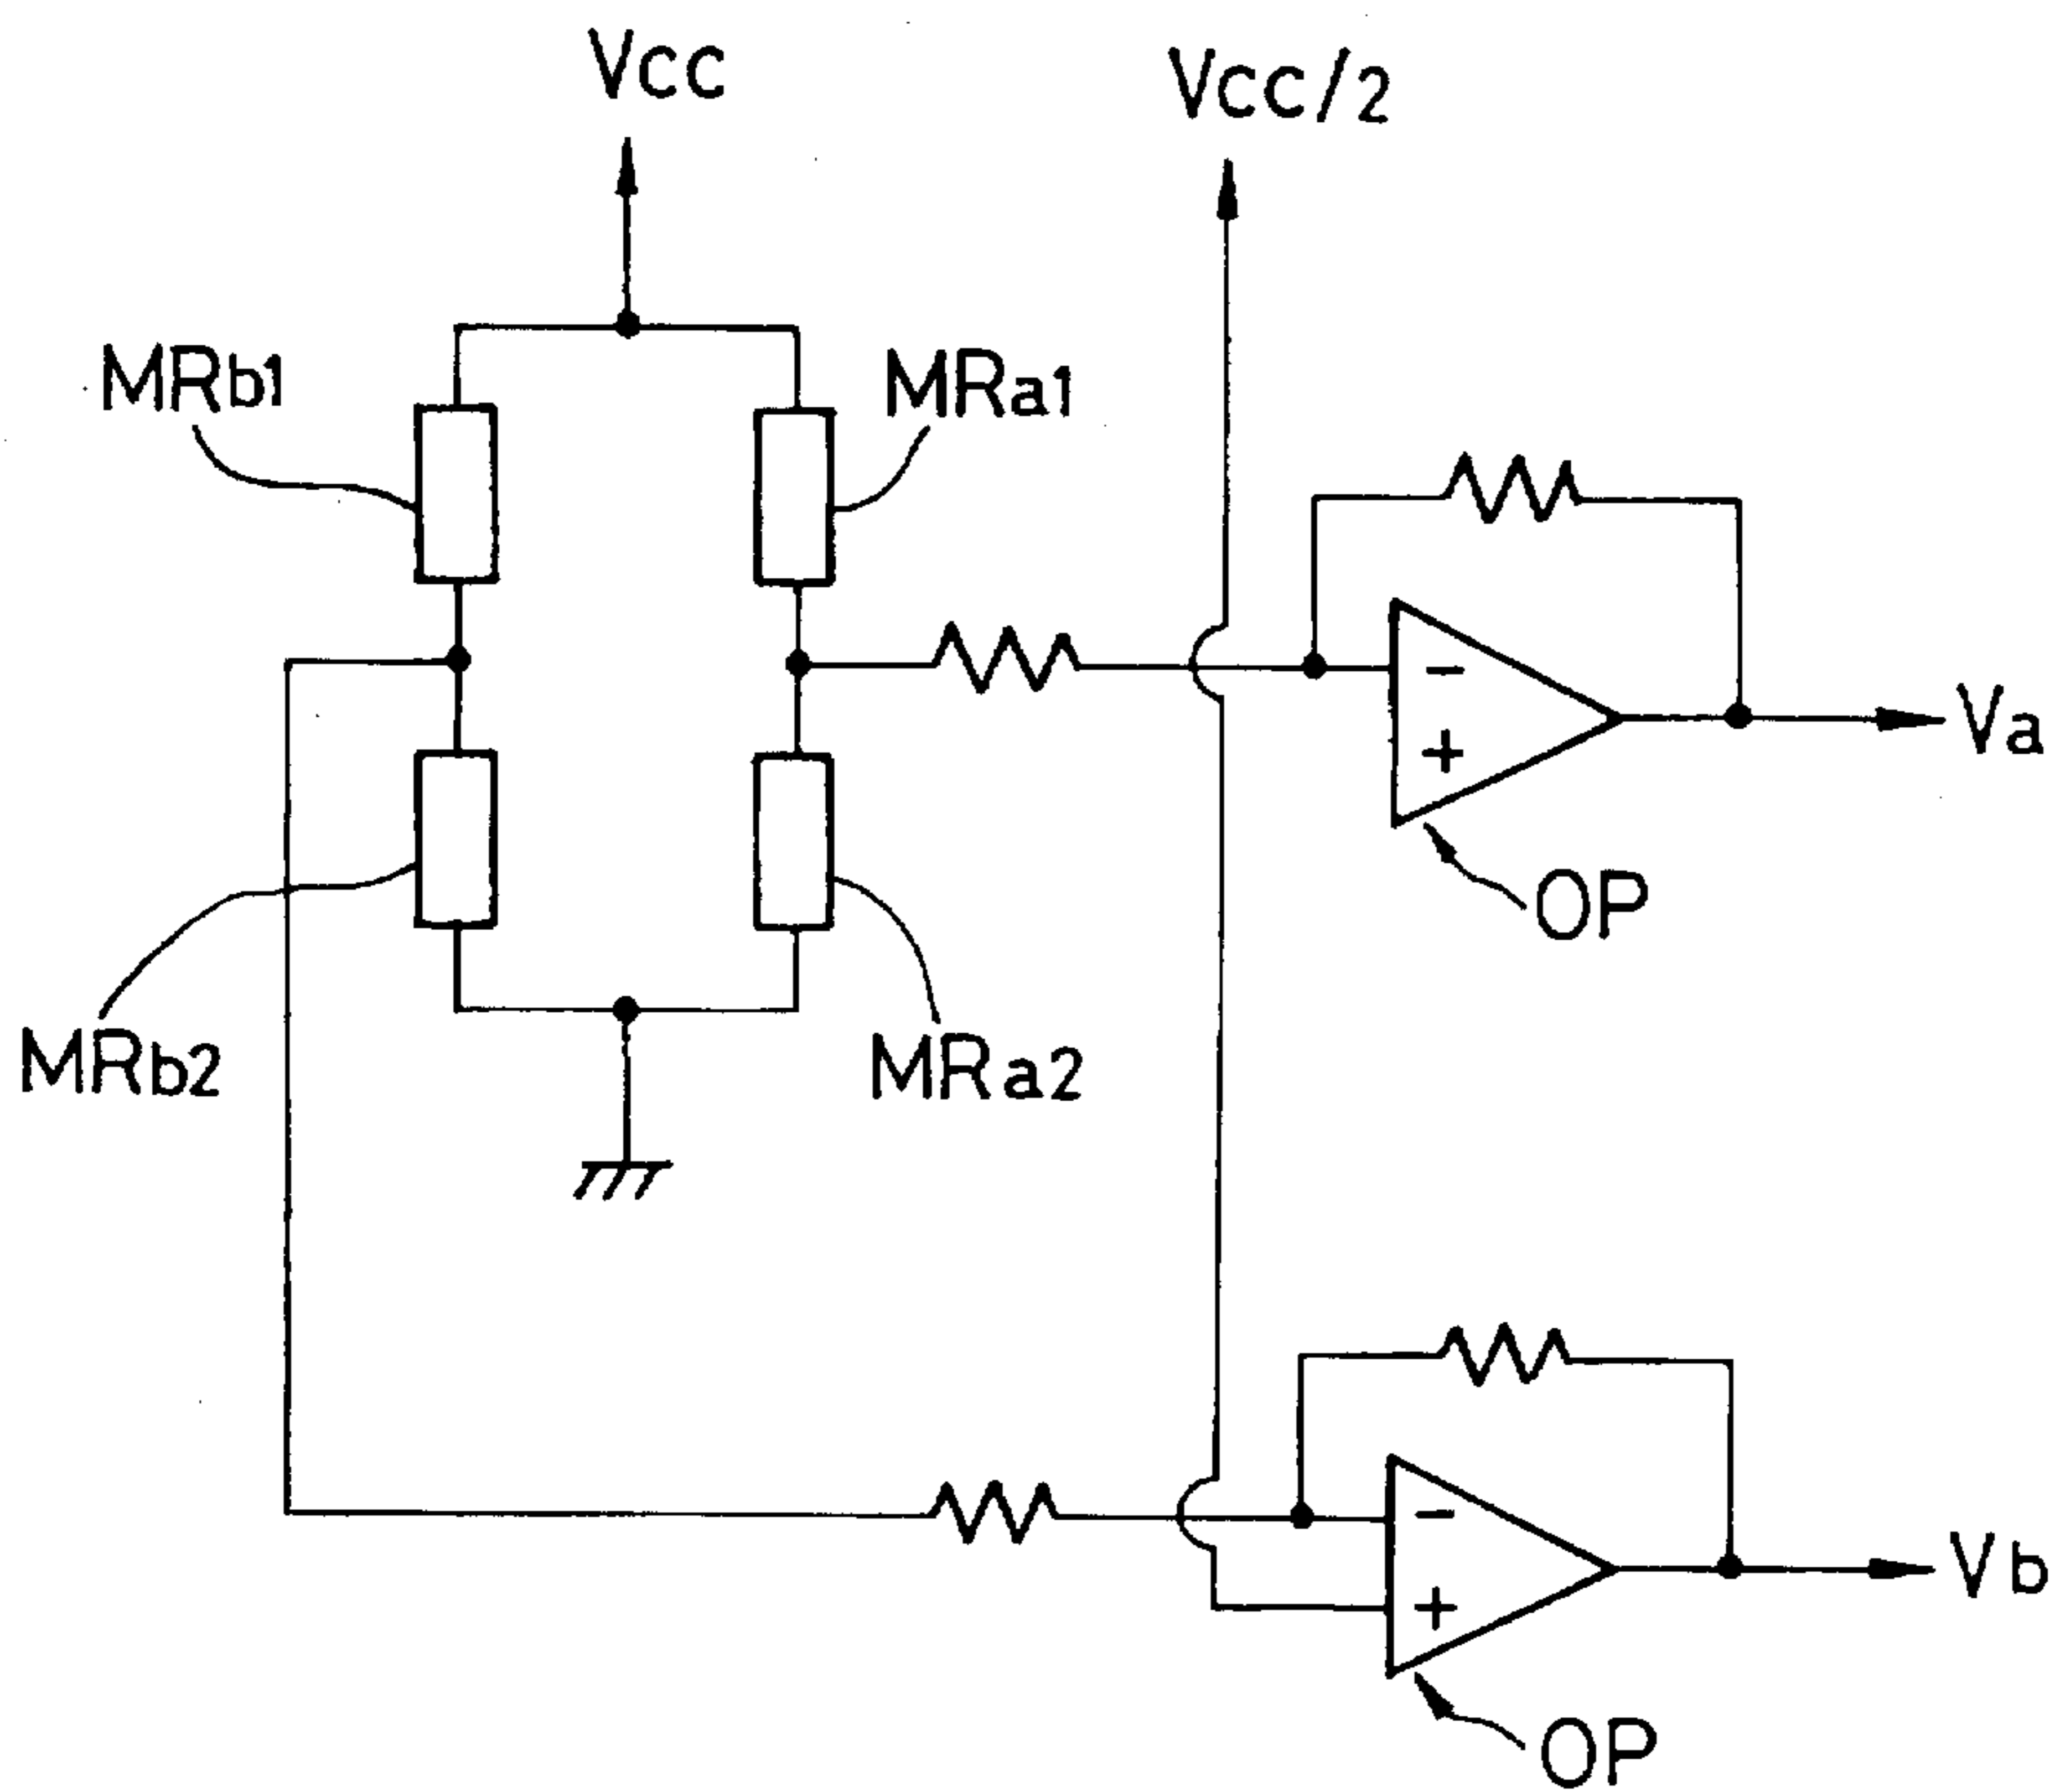 Vcc
Vcc/2
MRb1
MRa1
-
+
Va
OP
MRb2
MRa2
-
+
Vb
OP